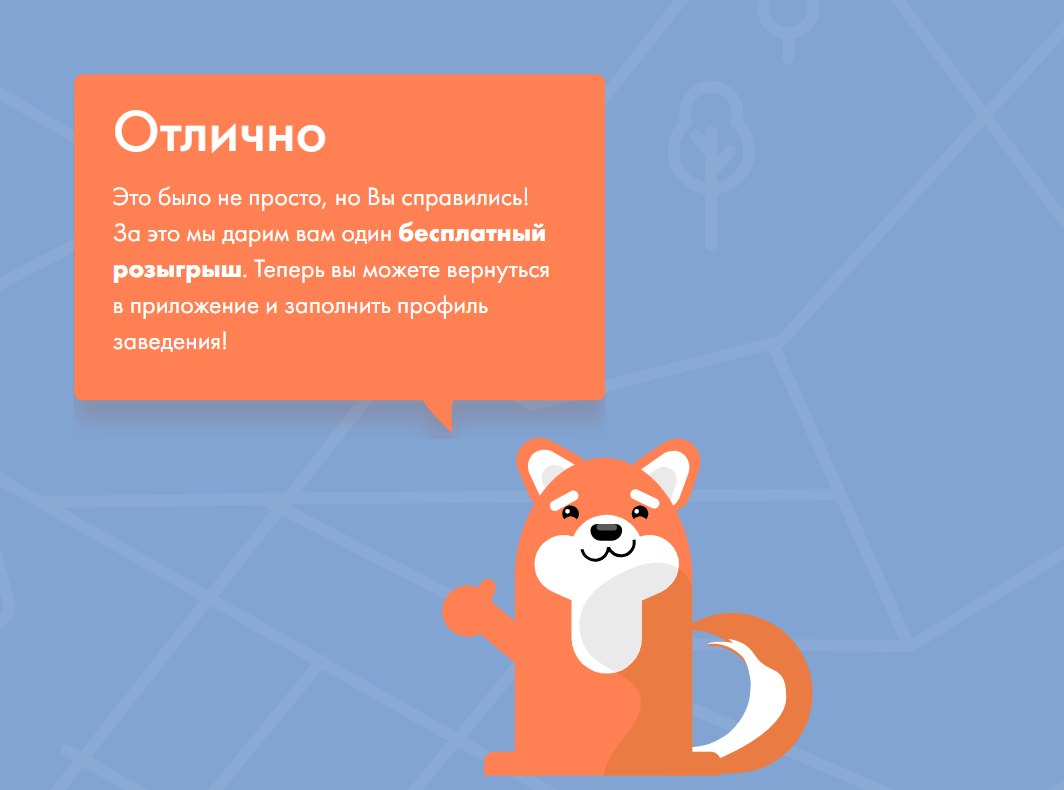 Отлично
Это было не просто, но Вы справились!
За это мы дарим вам один бесплатный
розыгрыш. Теперь вы можете вернуться
в приложение и заполнить профиль
заведения!